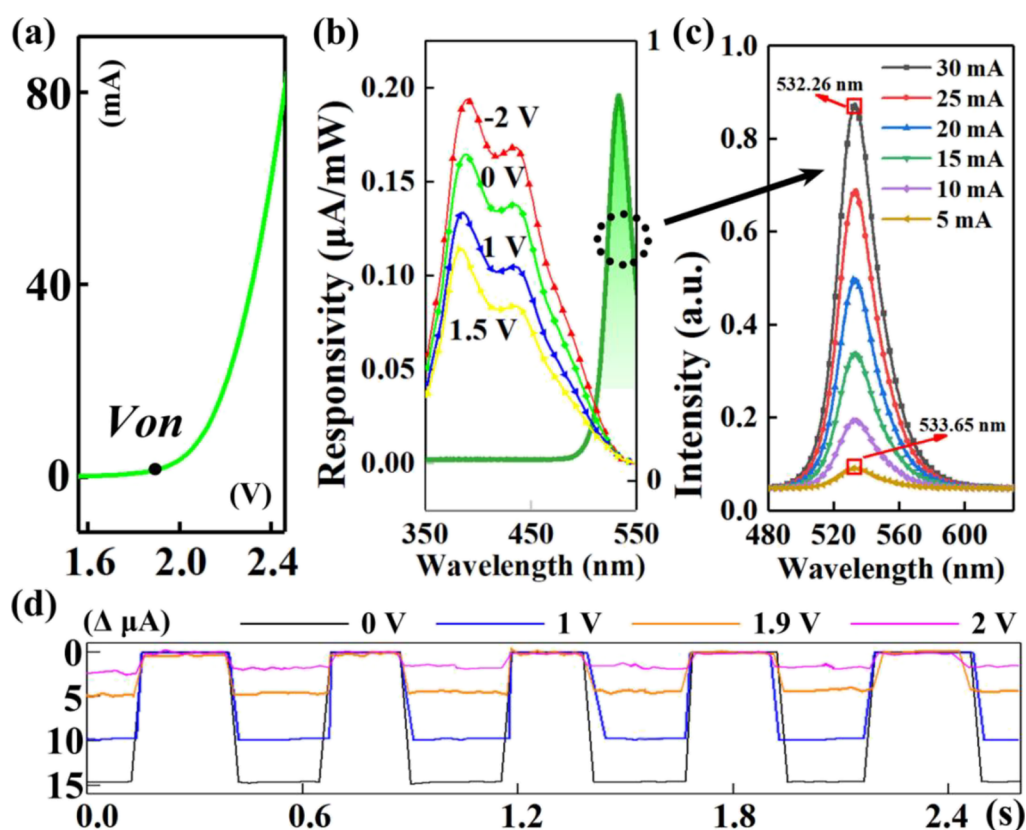 (a)
(mA)
80
40
0
Von
(V)
1.6 2.0 2.4
(b)
Responsivity (μA/mW)
0.20
0.15
0.10
0.05
0.00
-2 V
0 V
1 V
1.5 V
1
0
350 450 550
Wavelength (nm)
(c)
Intensity (a.u.)
1.0
0.8
0.6
0.4
0.2
0.0
532.26 nm
30 mA
25 mA
20 mA
15 mA
10 mA
5 mA
533.65 nm
480 520 560 600
Wavelength (nm)
(d)
(Δ μA)
0 V 1 V 1.9 V 2 V
0
5
10
15
0.0 0.6 1.2 1.8 2.4 (s)